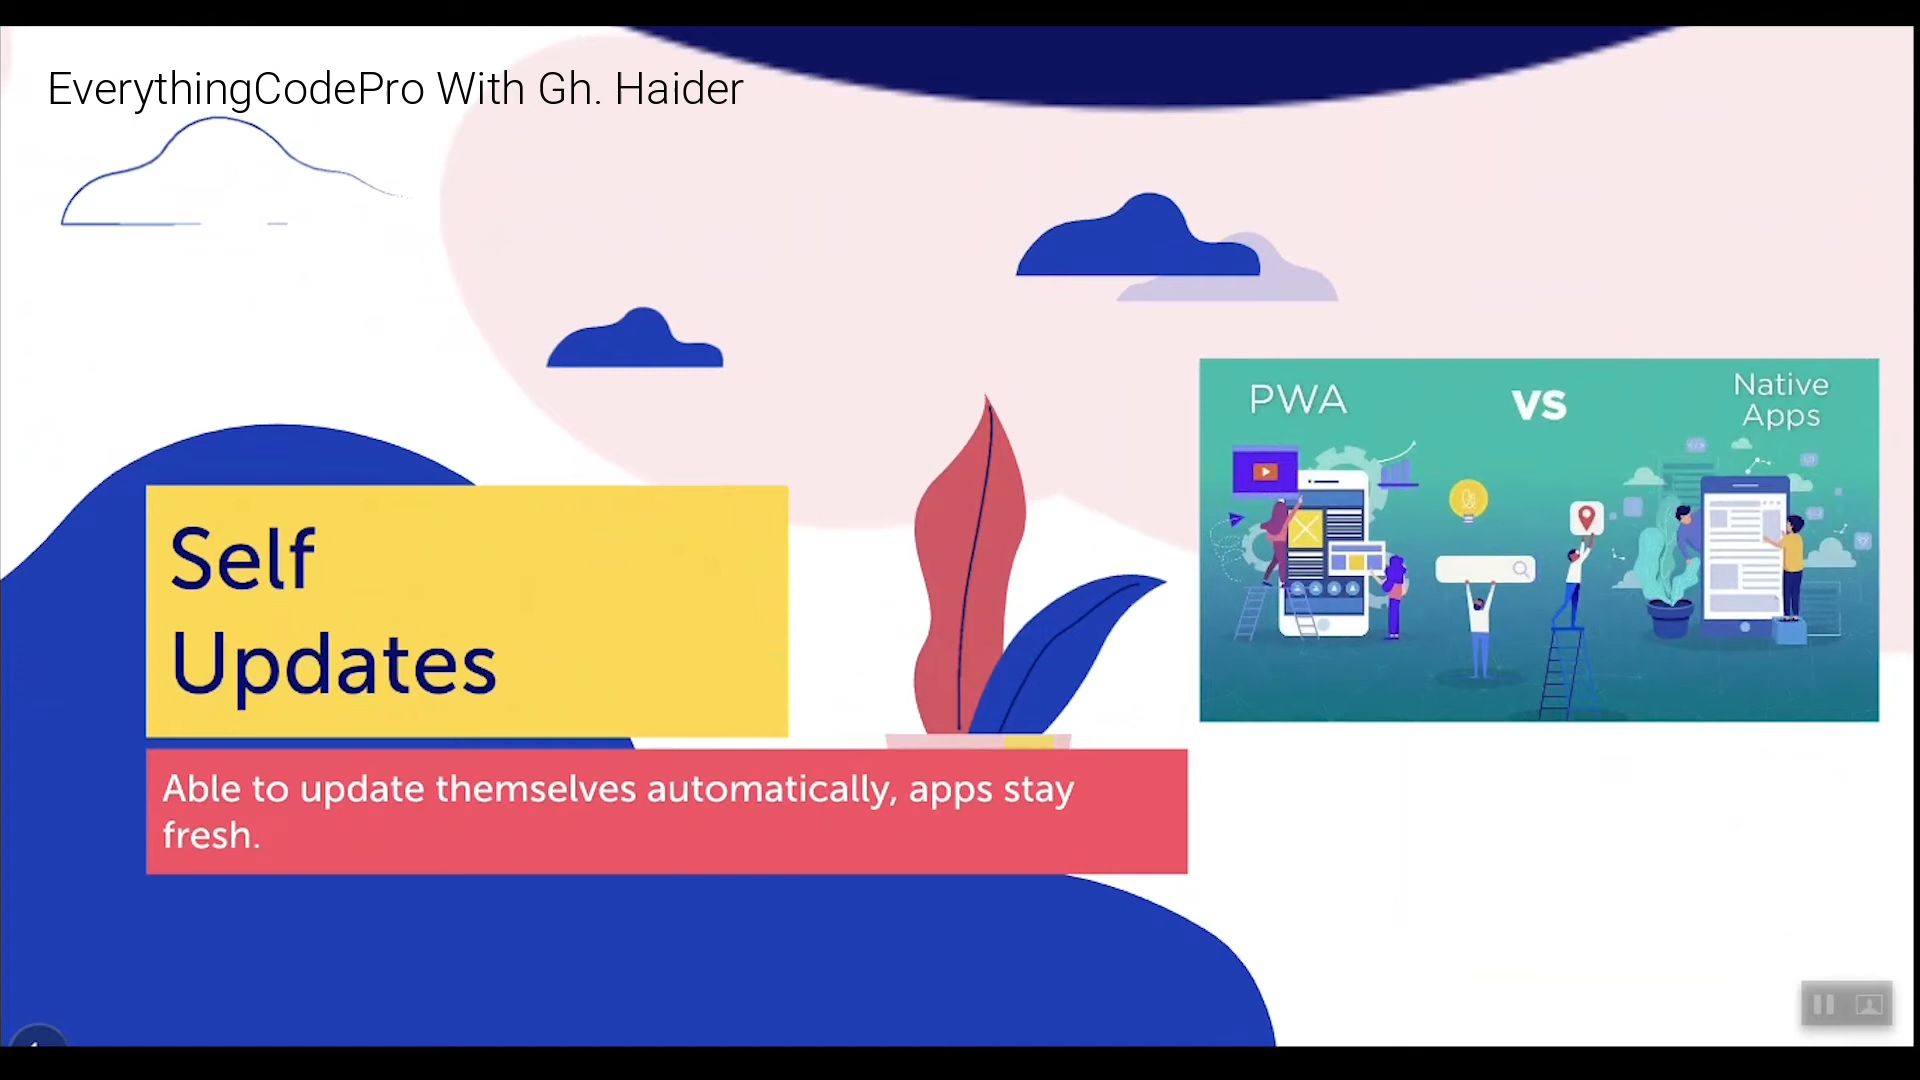 EverythingCodePro With Gh. Haider
PWA
VS
Native
Apps
Self
Updates
Able to update themselves automatically, apps stay
fresh.